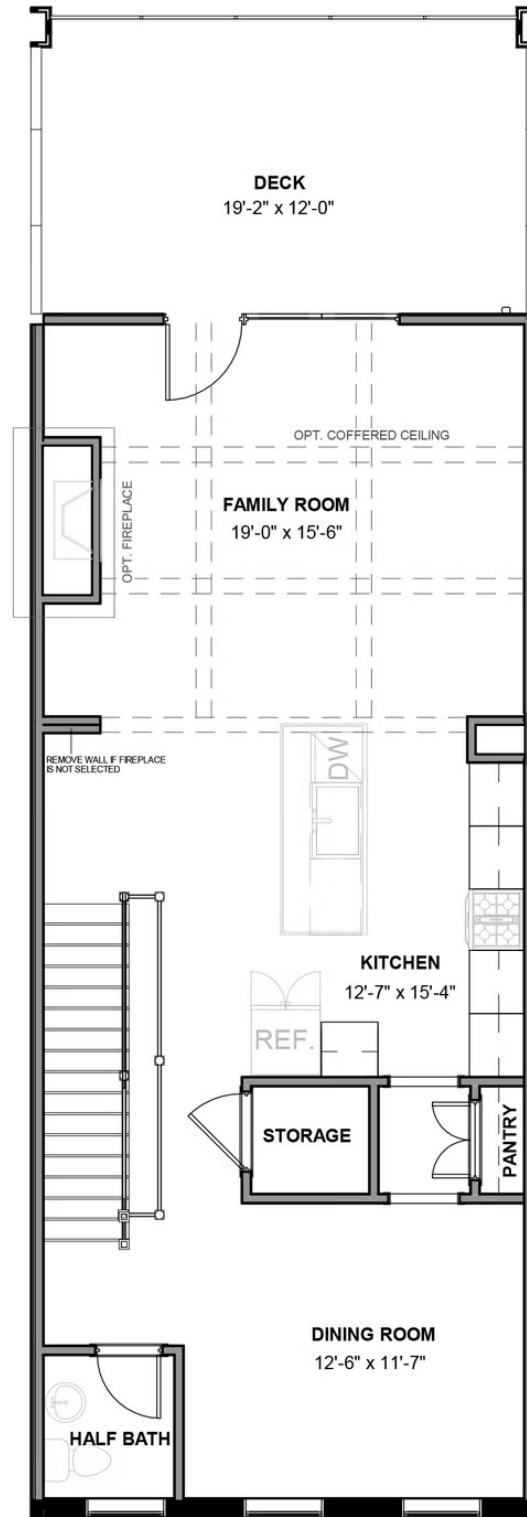 DECK
19'-2" x 12'-0"
OPT. COFFERED CEILING
FAMILY ROOM
19'-0" x 15'-6"
OPT. FIREPLACE
REMOVE WALL IF FIREPLACE
IS NOT SELECTED
DW
KITCHEN
12'-7" x 15'-4"
REF.
STORAGE
PANTRY
DINING ROOM
12'-6" x 11'-7"
HALF BATH